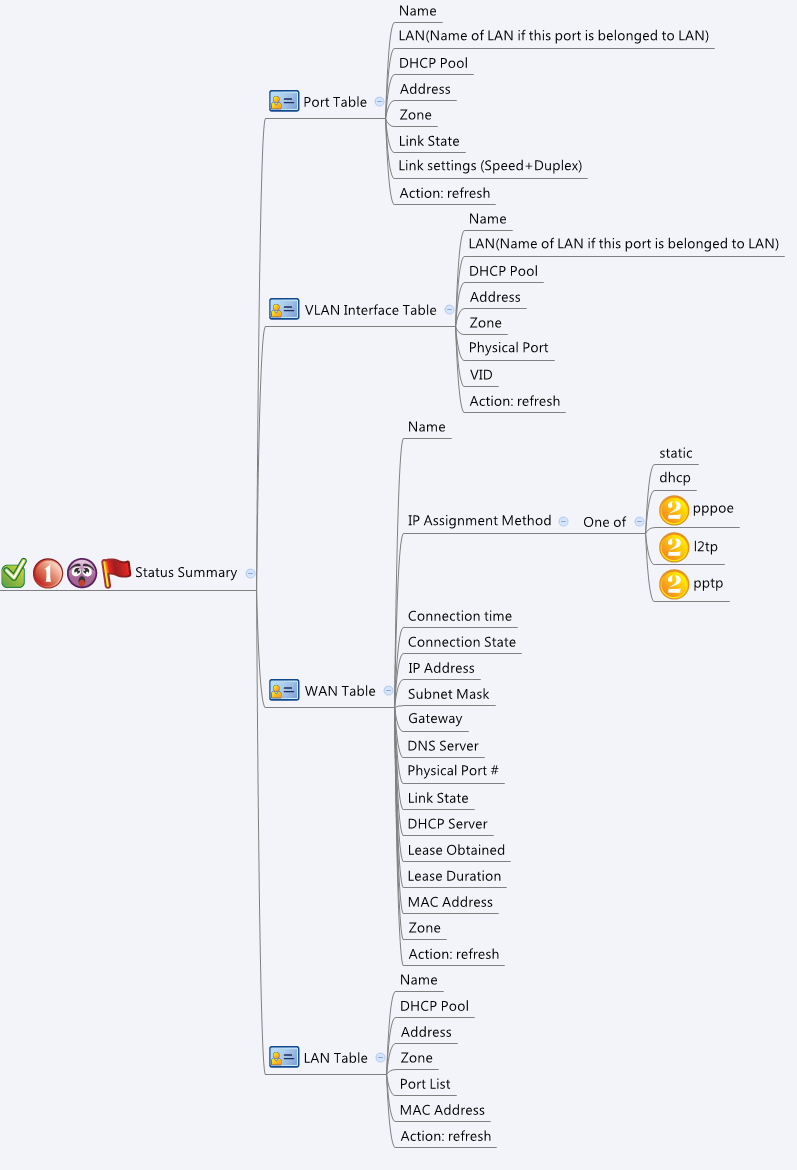 Name
LAN(Name of LAN if this port is belonged to LAN)
DHCP Pool
Address
Port Table
Zone
Link State
Link settings (Speed+Duplex)
Action: refresh
Name
LAN(Name of LAN if this port is belonged to LAN)
DHCP Pool
Address
VLAN Interface Table
Zone
Physical Port
VID
Action: refresh
Name
static
dhcp
2 pppoe
IP Assignment Method
One of
2 l2tp
2 pptp
1 Status Summary
Connection time
Connection State
IP Address
WAN Table
Subnet Mask
Gateway
DNS Server
Physical Port #
Link State
DHCP Server
Lease Obtained
Lease Duration
MAC Address
Zone
Action: refresh
Name
DHCP Pool
Address
LAN Table
Zone
Port List
MAC Address
Action: refresh